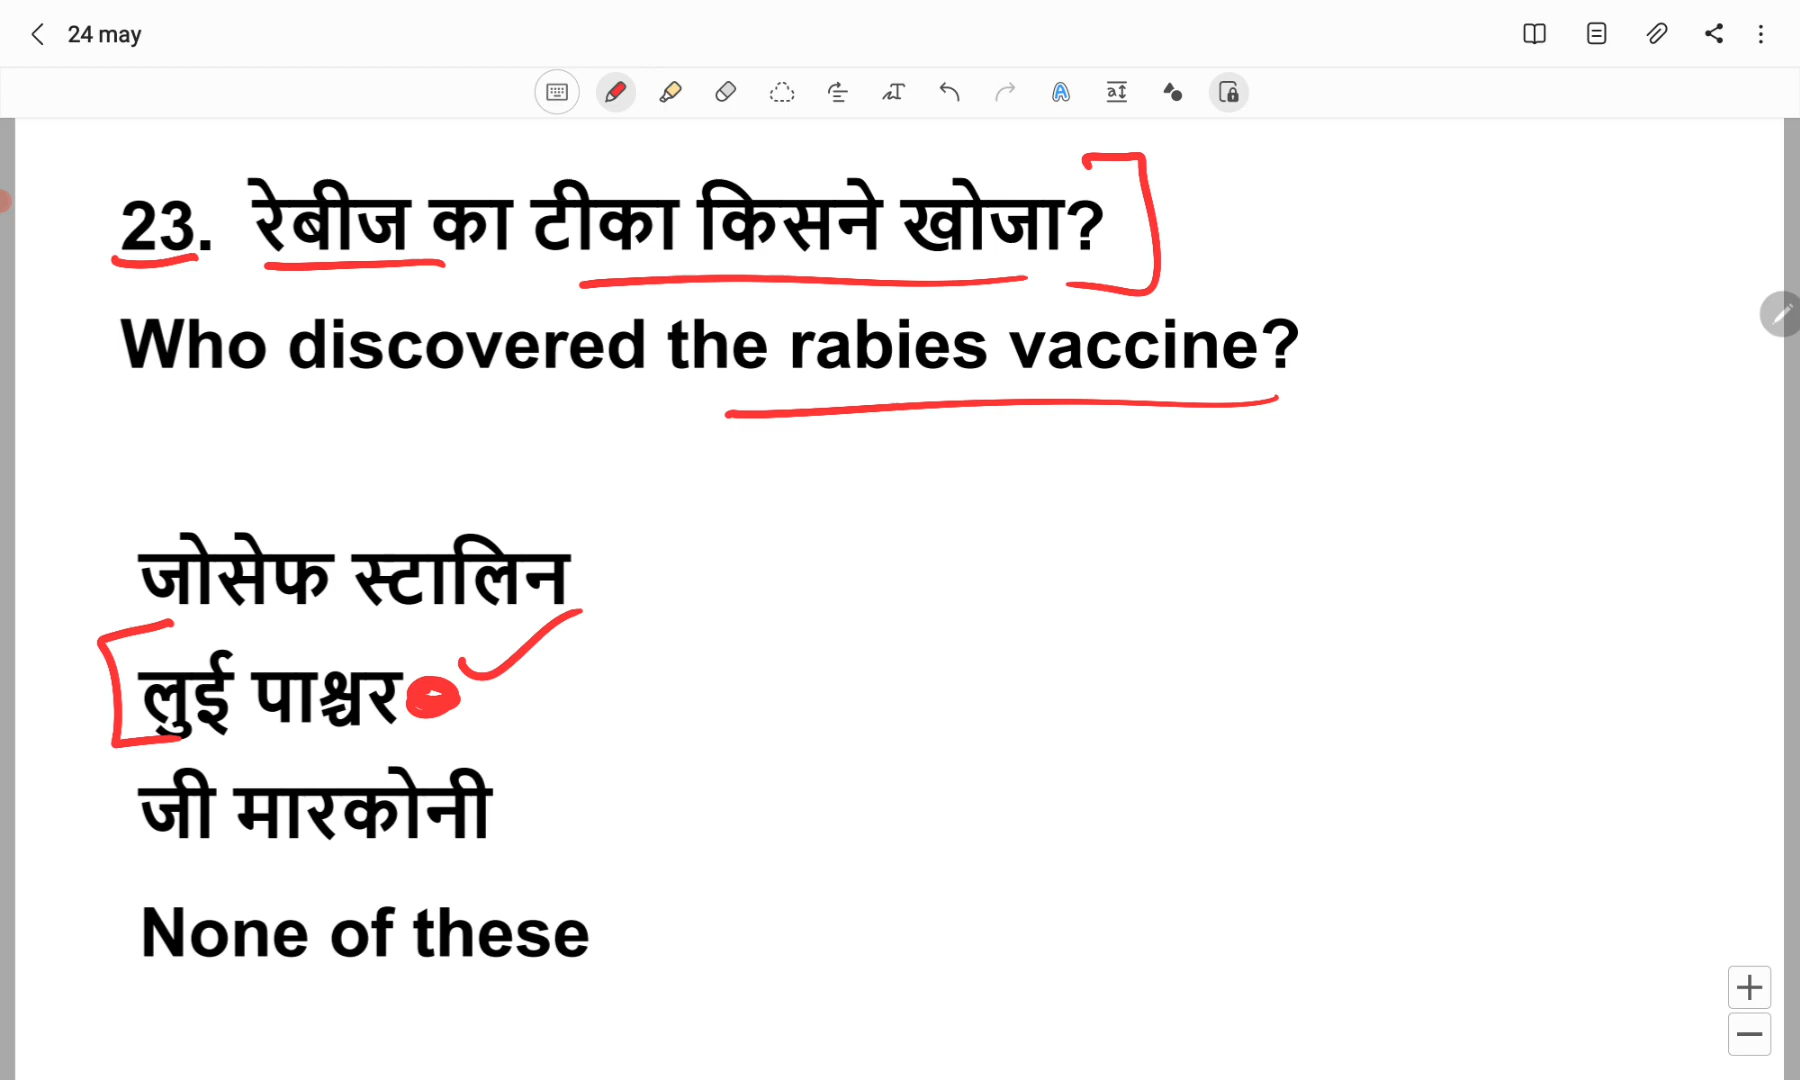 24 may
23. रेबीज का टीका किसने खोजा?
Who discovered the rabies vaccine?
जोसेफ स्टालिन
लुई पाश्चर
जी मारकोनी
None of these